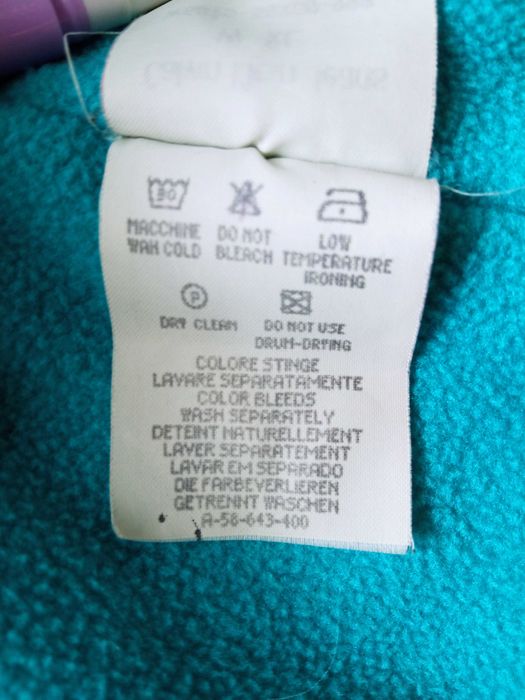 MACCHINE
WAH COLD
DO NOT
BLEACH
LOW
TEMPERATURE
IRONING
P
DRY CLEAN
DO NOT USE
DRUM-DRYING
COLORE STINGE
LAVARE SEPARATAMENTE
COLOR BLEEDS
WASH SEPARATELY
DETEINT NATURELLEMENT
LAVER SEPARATEMENT
LAVAR EM SEPARADO
DIE FARBEVERLIEREN
GETRENNT WASCHEN
A-58-643-400